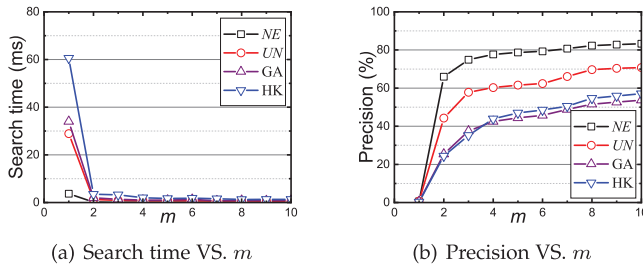 Search time (ms)
80
60
40
20
0
0 2 4 6 8 10
m
NE
UN
GA
HK
(a) Search time VS. m
Precision (%)
100
80
60
40
20
0
0 2 4 6 8 10
m
NE
UN
GA
HK
(b) Precision VS. m